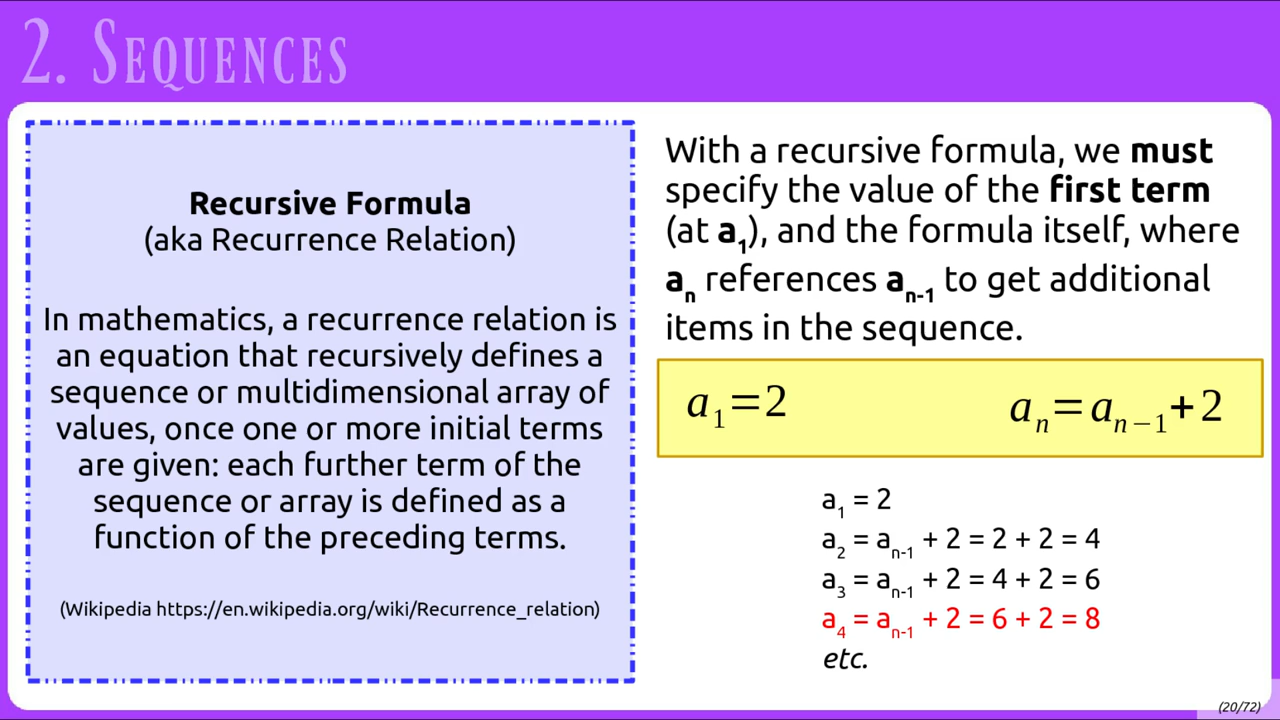 2. Sequences
Recursive Formula
(aka Recurrence Relation)
In mathematics, a recurrence relation is
an equation that recursively defines a
sequence or multidimensional array of
values, once one or more initial terms
are given: each further term of the
sequence or array is defined as a
function of the preceding terms.
(Wikipedia https://en.wikipedia.org/wiki/Recurrence_relation)
With a recursive formula, we must
specify the value of the first term
(at a₁), and the formula itself, where
aₙ references aₙ₋₁ to get additional
items in the sequence.
a₁=2 aₙ=aₙ₋₁+2
a₁ = 2
a₂ = aₙ₋₁ + 2 = 2 + 2 = 4
a₃ = aₙ₋₁ + 2 = 4 + 2 = 6
a₄ = aₙ₋₁ + 2 = 6 + 2 = 8
etc.
(20/72)